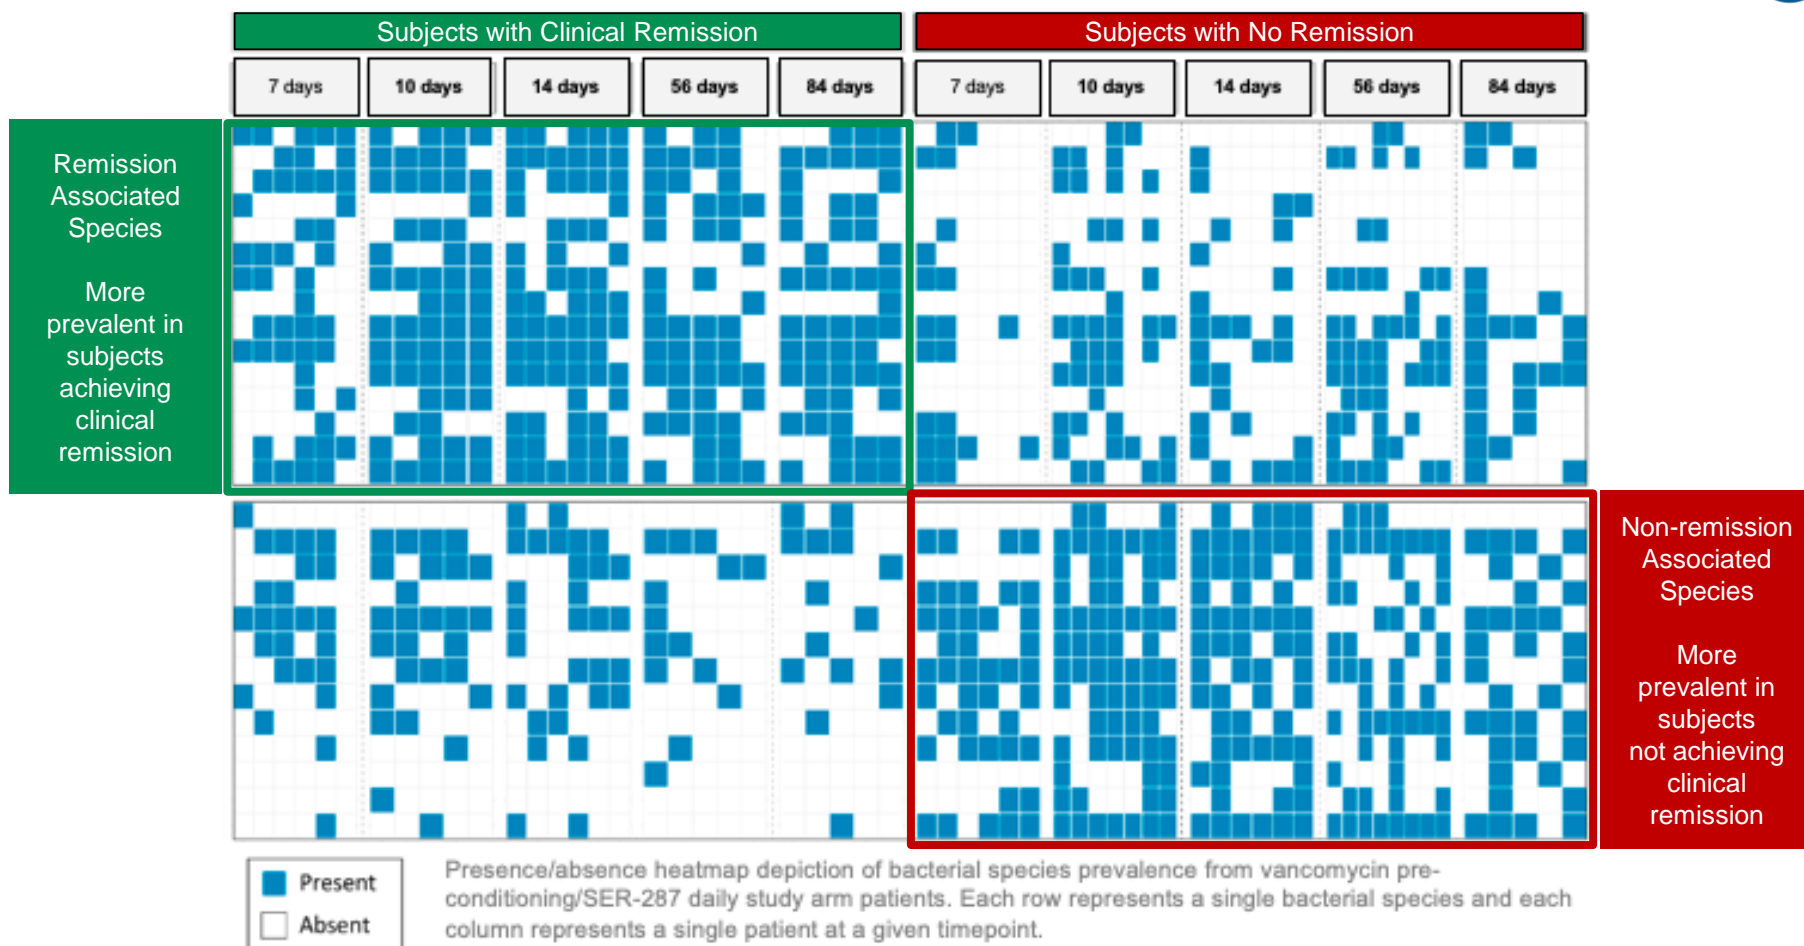 Subjects with Clinical Remission
Subjects with No Remission
7 days
10 days
14 days
56 days
84 days
7 days
10 days
14 days
56 days
84 days
Remission
Associated
Species
More
prevalent in
subjects
achieving
clinical
remission
Non-remission
Associated
Species
More
prevalent in
subjects
not achieving
clinical
remission
Present
Absent
Presence/absence heatmap depiction of bacterial species prevalence from vancomycin pre-
conditioning/SER-287 daily study arm patients. Each row represents a single bacterial species and each
column represents a single patient at a given timepoint.